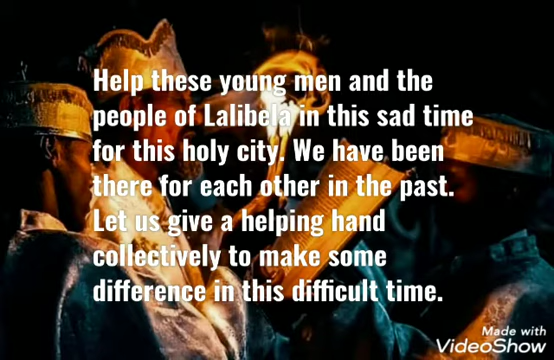 Help these young men and the
people of Lalibela in this sad time
for this holy city. We have been
there for each other in the past.
Let us give a helping hand
collectively to make some
difference in this difficult time.
Made with
VideoShow